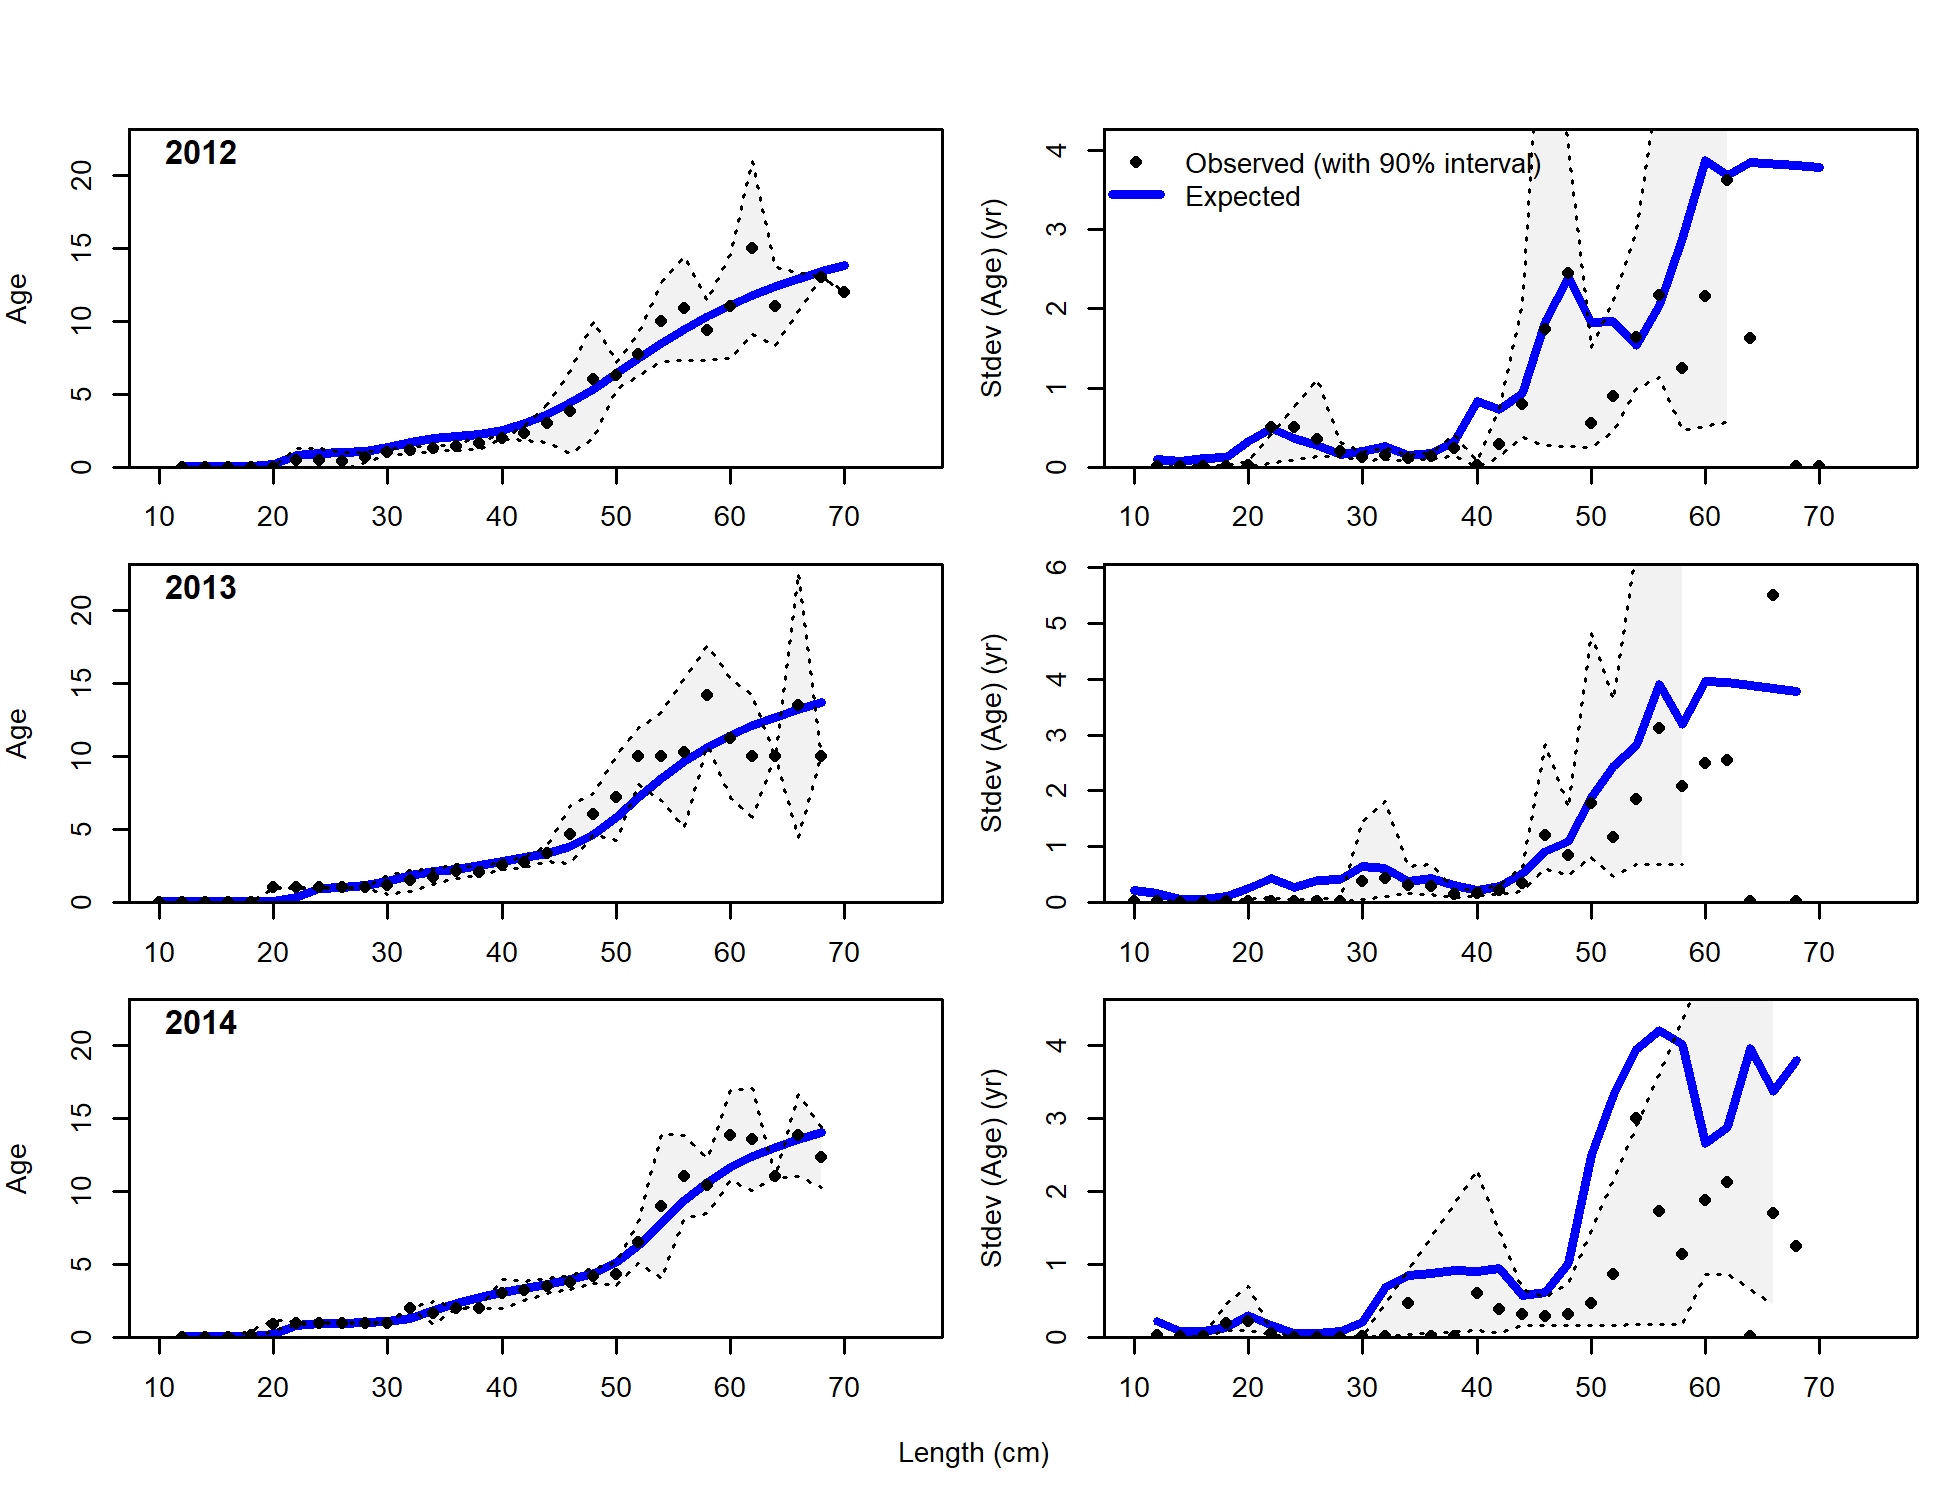 2012
Age
0 5 10 15 20
10 20 30 40 50 60 70
Observed (with 90% interval)
Expected
Stdev (Age) (yr)
0 1 2 3 4
10 20 30 40 50 60 70
2013
Age
0 5 10 15 20
10 20 30 40 50 60 70
Stdev (Age) (yr)
0 1 2 3 4 5 6
10 20 30 40 50 60 70
2014
Age
0 5 10 15 20
10 20 30 40 50 60 70
Stdev (Age) (yr)
0 1 2 3 4
10 20 30 40 50 60 70
Length (cm)